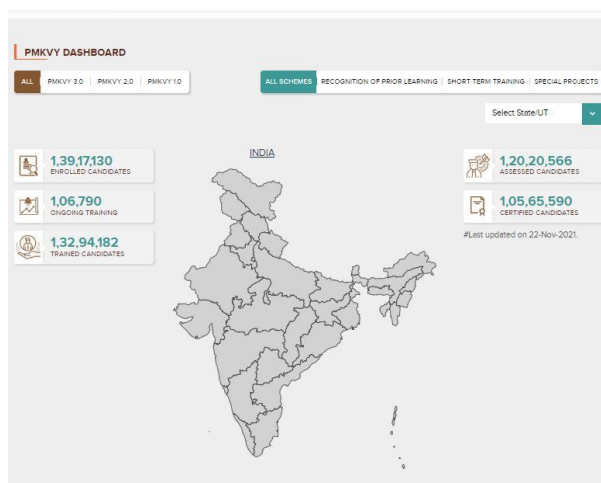 PMKVY DASHBOARD
ALL PMKVY 3.0 PMKVY 2.0 PMKVY 1.0
ALL SCHEMES RECOGNITION OF PRIOR LEARNING SHORT TERM TRAINING SPECIAL PROJECTS
Select State/UT
1,39,17,130
ENROLLED CANDIDATES
1,06,790
ONGOING TRAINING
1,32,94,182
TRAINED CANDIDATES
INDIA
1,20,20,566
ASSESSED CANDIDATES
1,05,65,590
CERTIFIED CANDIDATES
#Last updated on 22-Nov-2021.